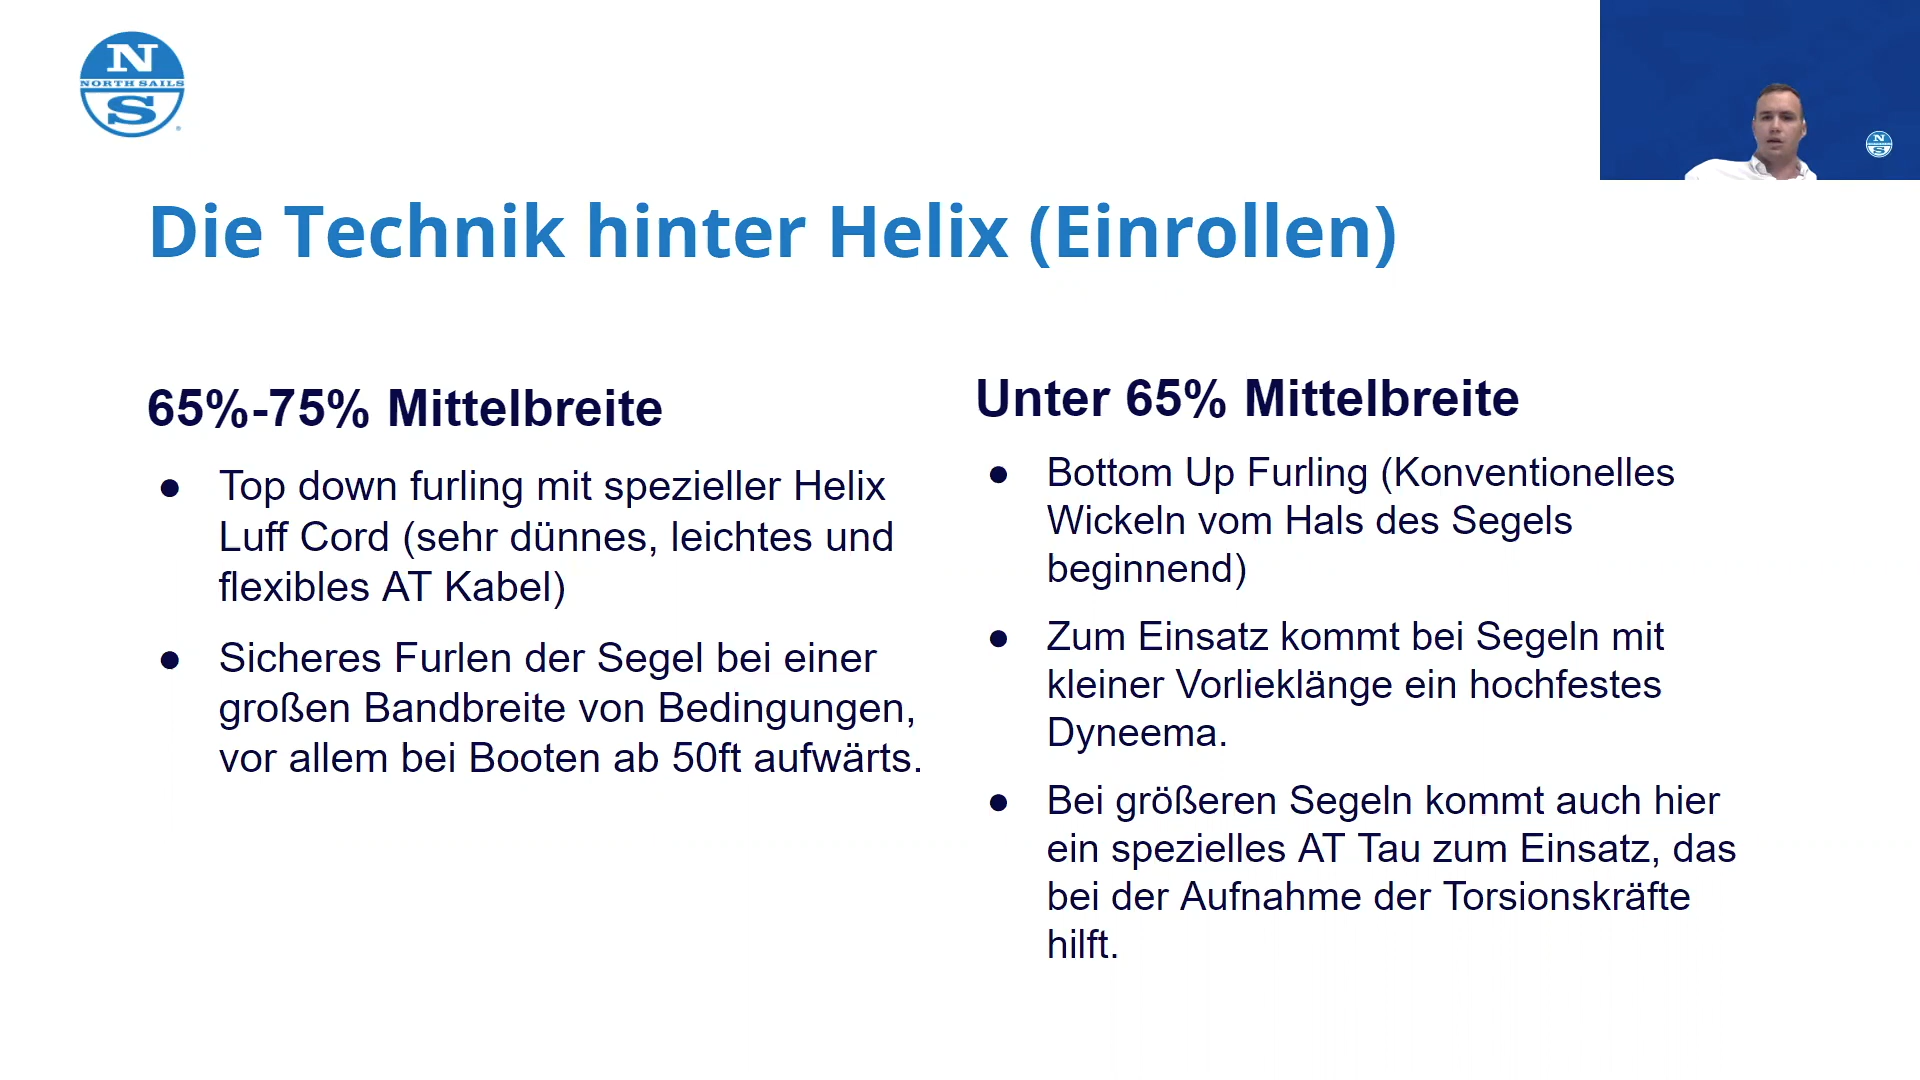 N
NORTH SAILS
S
Die Technik hinter Helix (Einrollen)
65%-75% Mittelbreite
● Top down furling mit spezieller Helix
Luff Cord (sehr dünnes, leichtes und
flexibles AT Kabel)
● Sicheres Furlen der Segel bei einer
großen Bandbreite von Bedingungen,
vor allem bei Booten ab 50ft aufwärts.
Unter 65% Mittelbreite
● Bottom Up Furling (Konventionelles
Wickeln vom Hals des Segels
beginnend)
● Zum Einsatz kommt bei Segeln mit
kleiner Vorlieklänge ein hochfestes
Dyneema.
● Bei größeren Segeln kommt auch hier
ein spezielles AT Tau zum Einsatz, das
bei der Aufnahme der Torsionskräfte
hilft.
N
S